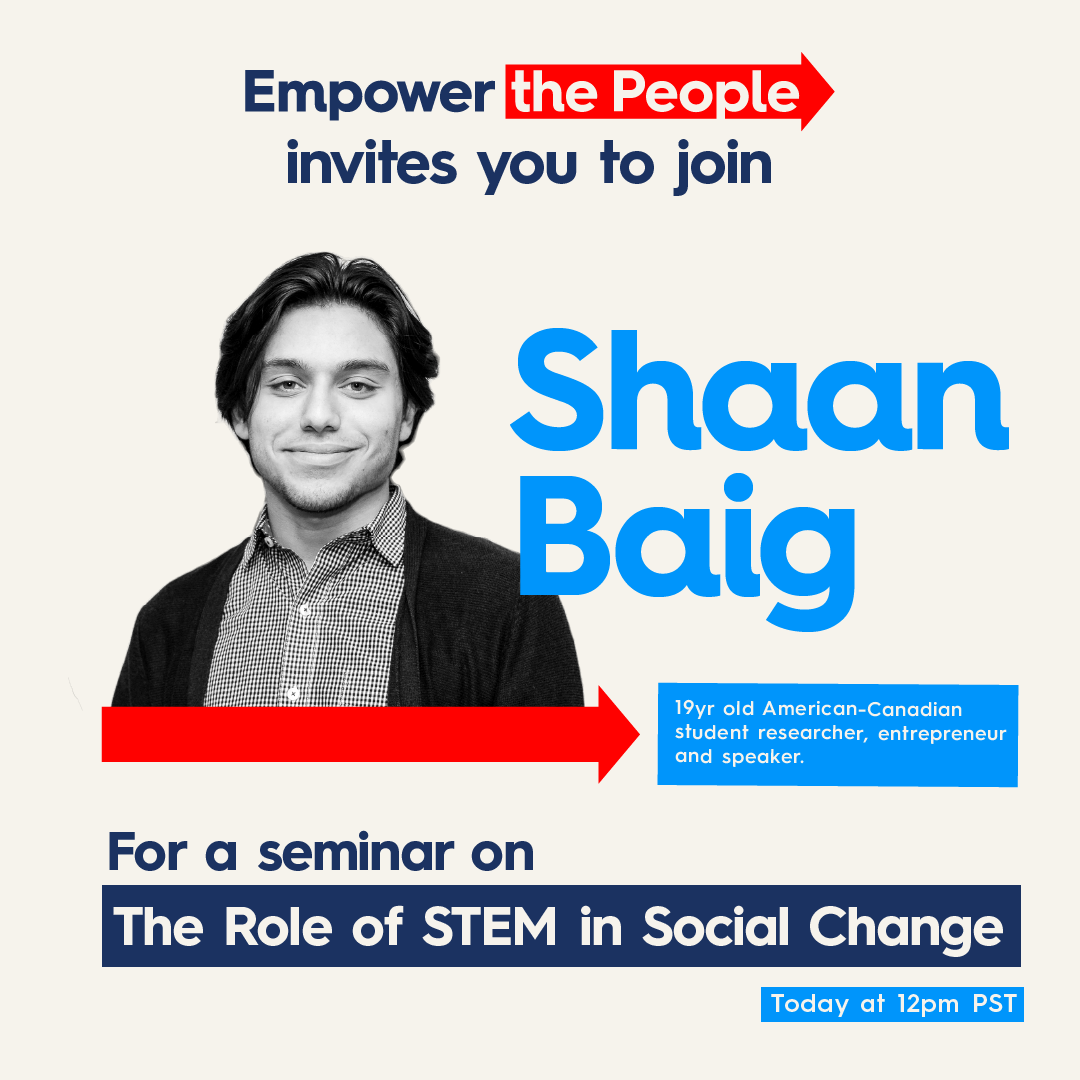 Empower the People
invites you to join
Shaan
Baig
19yr old American-Canadian
student researcher, entrepreneur
and speaker.
For a seminar on
The Role of STEM in Social Change
Today at 12pm PST